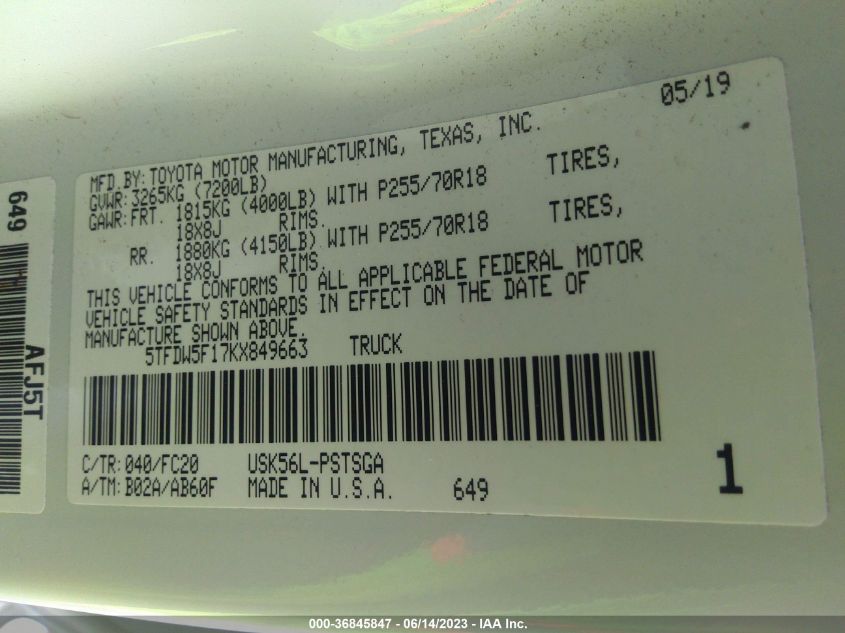 05/19
MFD.BY:TOYOTA MOTOR MANUFACTURING, TEXAS, INC.
GVWR:3265KG (7200LB)
GAWR:FRT. 1815KG (4000LB) WITH P255/70R18 TIRES,
18X8J RIMS.
RR. 1880KG (4150LB) WITH P255/70R18 TIRES,
18X8J RIMS.
THIS VEHICLE CONFORMS TO ALL APPLICABLE FEDERAL MOTOR
VEHICLE SAFETY STANDARDS IN EFFECT ON THE DATE OF
MANUFACTURE SHOWN ABOVE.
5TFDW5F17KX849663 TRUCK
C/TR:040/FC20 USK56L-PSTSGA
A/TM:B02A/AB60F MADE IN U.S.A. 649
1
649
AFJ5T
000-36845847 - 06/14/2023 - IAA Inc.